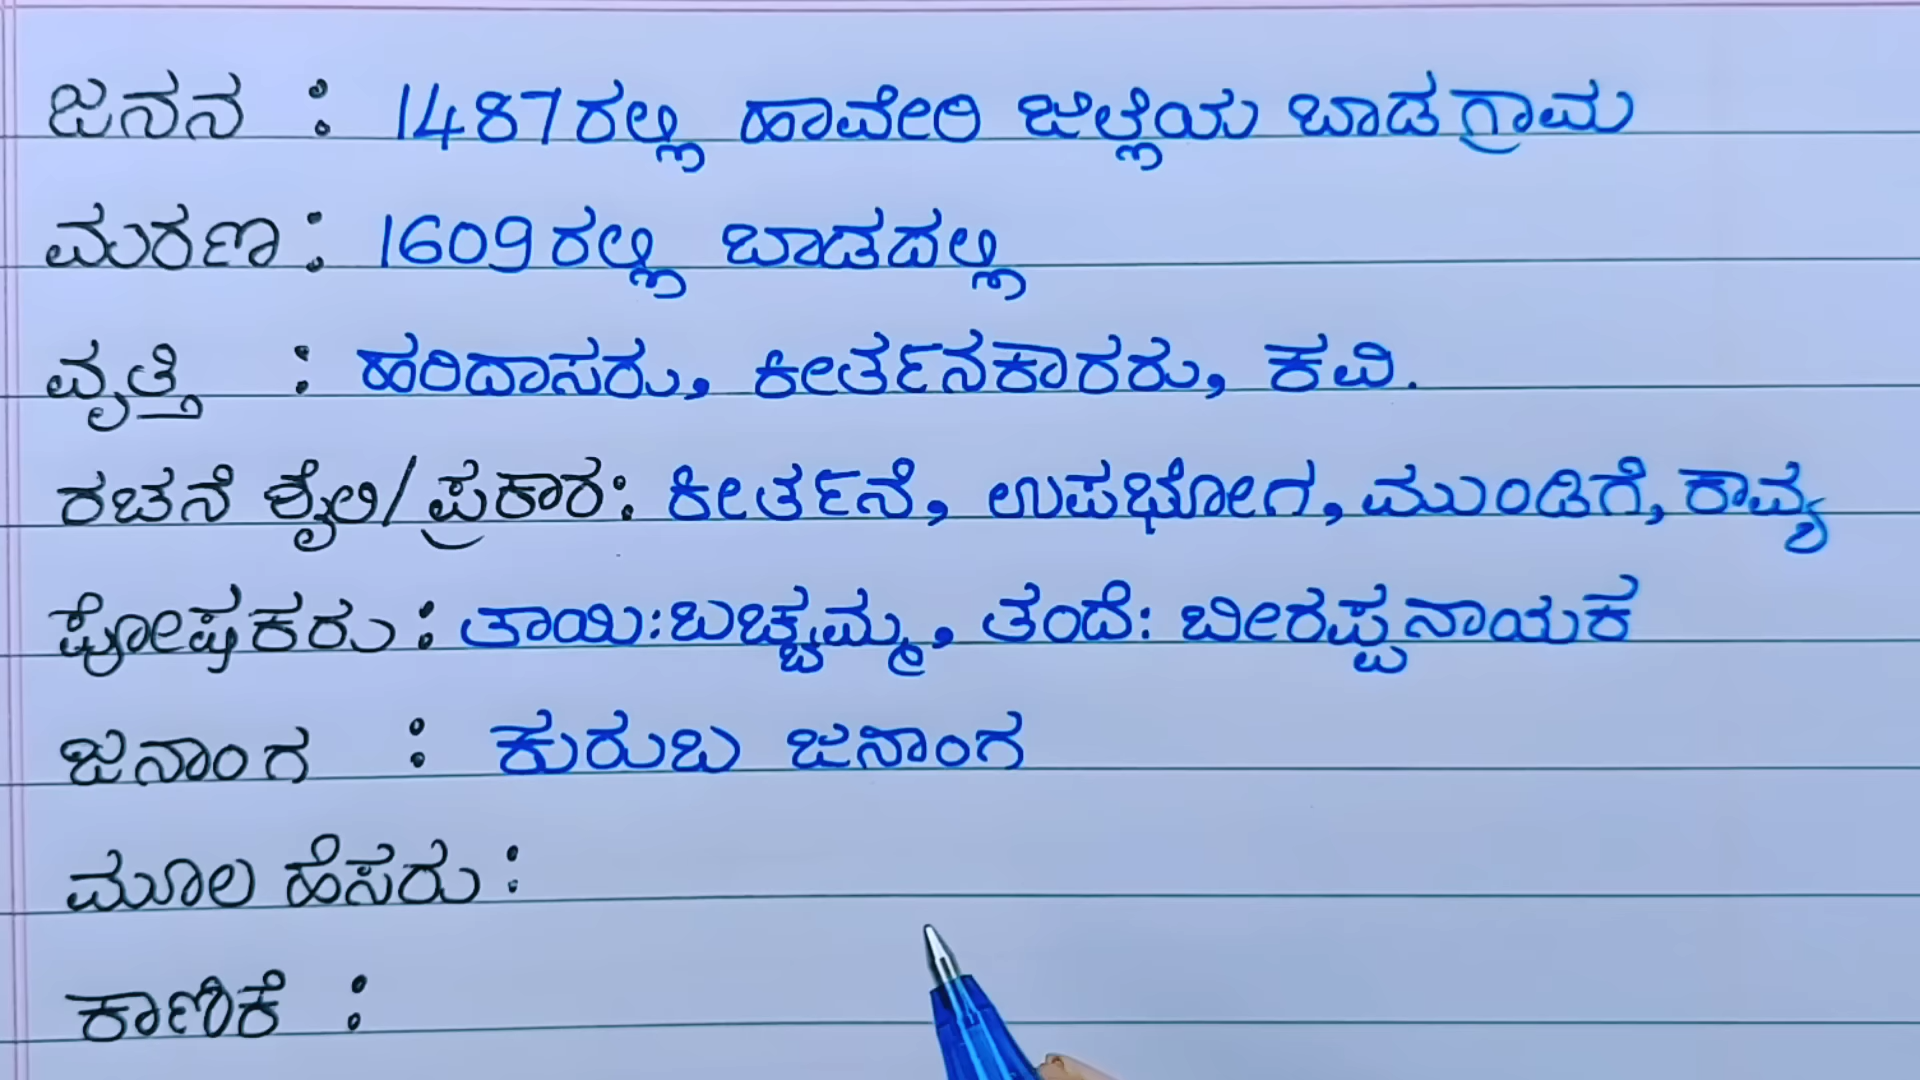 ಜನನ : 1487ರಲ್ಲಿ ಹಾವೇರಿ ಜಿಲ್ಲೆಯ ಬಾಡಗ್ರಾಮ
ಮರಣ : 1609ರಲ್ಲಿ ಬಾಡದಲ್ಲಿ
ವೃತ್ತಿ : ಹರಿದಾಸರು, ಕೀರ್ತನಕಾರರು, ಕವಿ.
ರಚನೆ ಶೈಲಿ/ಪ್ರಕಾರ: ಕೀರ್ತನೆ, ಉಪಭೋಗ, ಮುಂಡಿಗೆ, ಕಾವ್ಯ
ಪೋಷಕರು : ತಾಯಿ:ಬಚ್ಚಮ್ಮ, ತಂದೆ: ಬೀರಪ್ಪನಾಯಕ
ಜನಾಂಗ : ಕುರುಬ ಜನಾಂಗ
ಮೂಲ ಹೆಸರು :
ಕಾಣಿಕೆ :